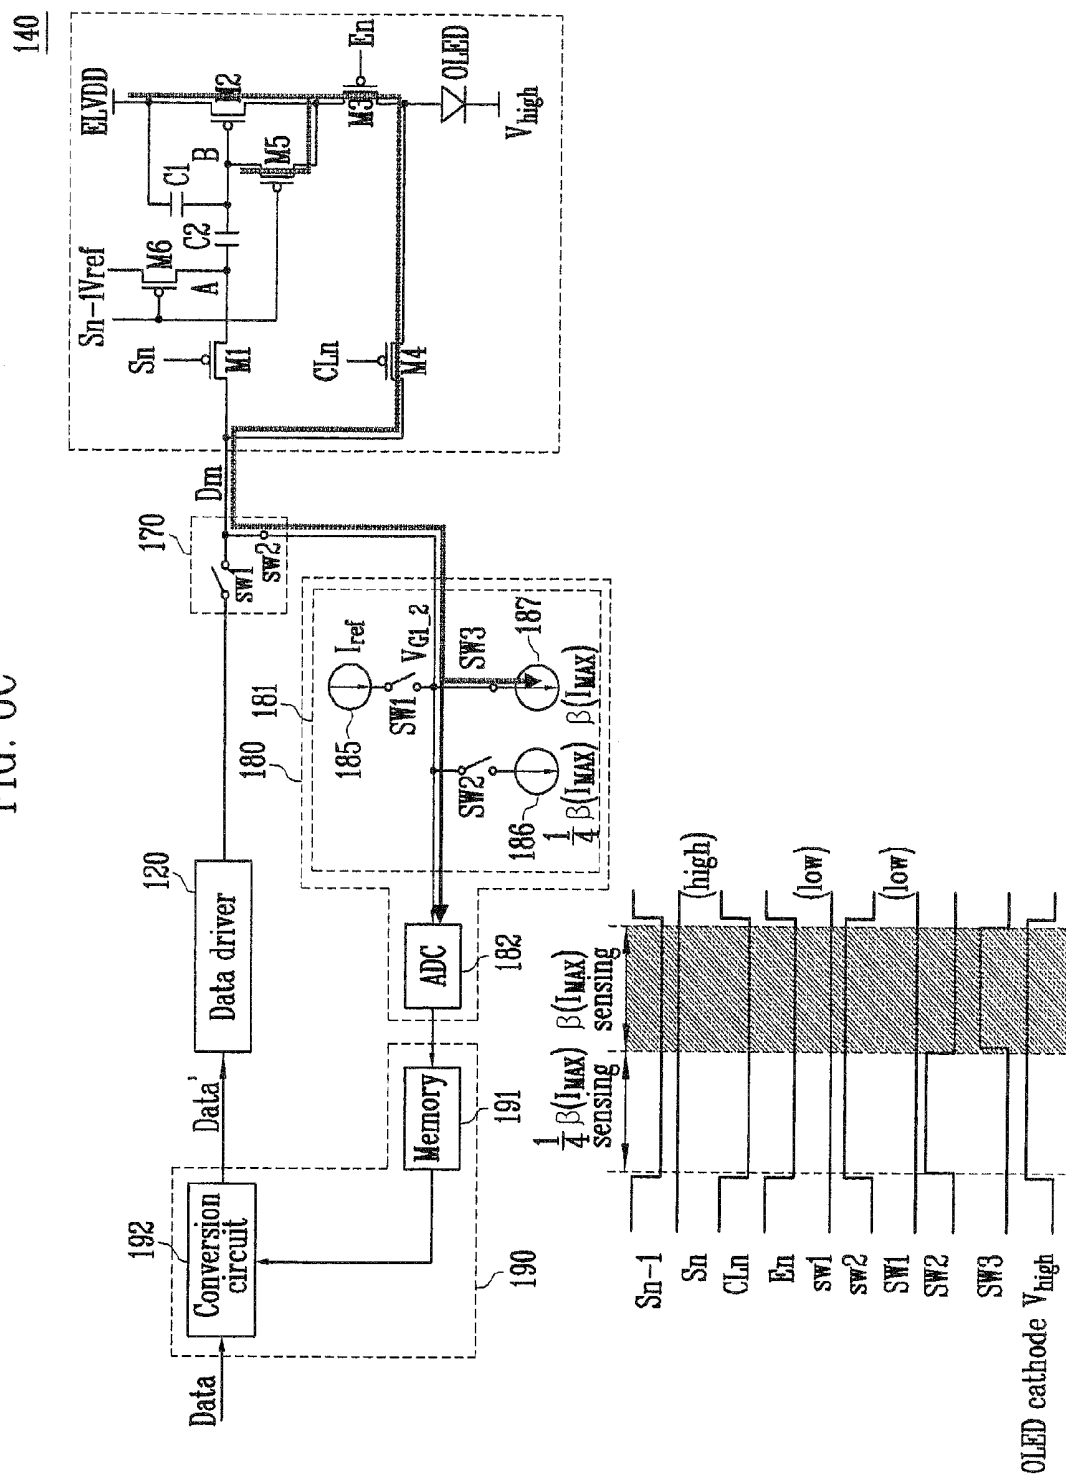 FIG. 6C
140
ELVDD
C1
M2
B
M5
C2
M6
A
Sn-1
Vref
Sn
M1
CLn
M4
M3
En
OLED
Vhigh
Dm
170
sw1
sw2
180
181
Iref
185
SW1
VG1_2
SW3
187
β(IMAX)
SW2
186
1/4 β(IMAX)
120
Data driver
ADC
182
Data'
Memory
191
192
Conversion
circuit
Data
190
1/4 β(IMAX)
sensing
β(IMAX)
sensing
Sn-1
Sn
(high)
CLn
En
sw1
(low)
sw2
SW1
(low)
SW2
SW3
OLED cathode Vhigh